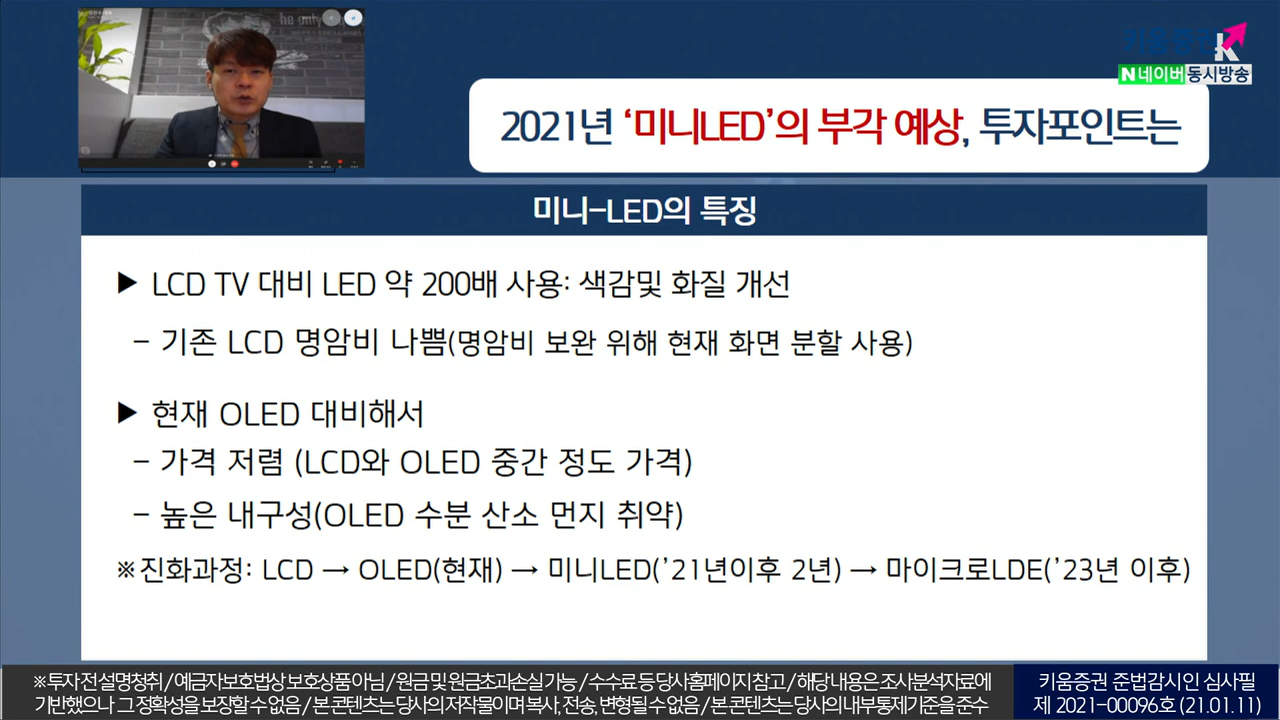 he only
키움증권
N 네이버 동시방송
2021년 ‘미니LED’의 부각 예상, 투자포인트는
미니-LED의 특징
▶ LCD TV 대비 LED 약 200배 사용: 색감및 화질 개선
- 기존 LCD 명암비 나쁨(명암비 보완 위해 현재 화면 분할 사용)
▶ 현재 OLED 대비해서
- 가격 저렴 (LCD와 OLED 중간 정도 가격)
- 높은 내구성(OLED 수분 산소 먼지 취약)
※진화과정: LCD → OLED(현재) → 미니LED(’21년이후 2년) → 마이크로LDE(’23년 이후)
※투자 전 설명청취 / 예금자보호법상 보호상품 아님 / 원금 및 원금초과손실 가능 / 수수료 등 당사홈페이지 참고 / 해당 내용은 조사분석자료에
기반했으나 그 정확성을 보장할 수 없음 / 본 콘텐츠는 당사의 저작물이며 복사, 전송, 변형될 수 없음 / 본 콘텐츠는 당사의 내부통제기준을 준수
키움증권 준법감시인 심사필
제 2021-00096호 (21.01.11)